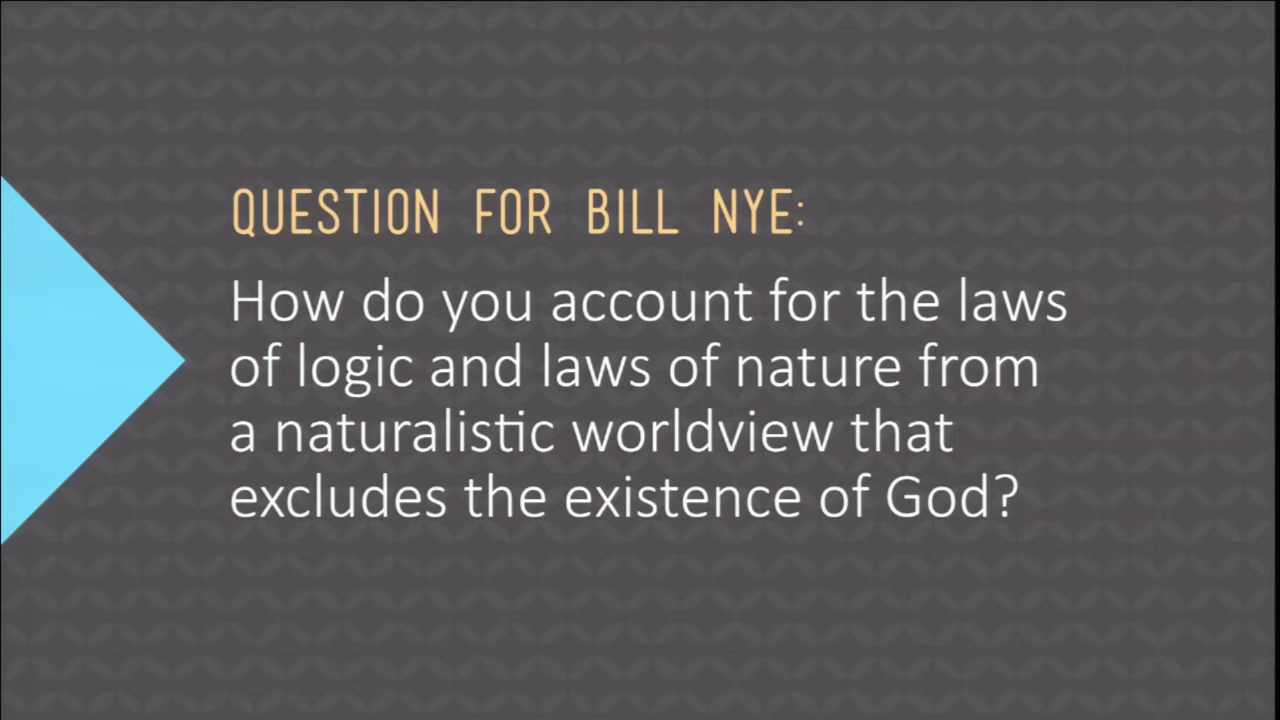 QUESTION FOR BILL NYE:
How do you account for the laws
of logic and laws of nature from
a naturalistic worldview that
excludes the existence of God?